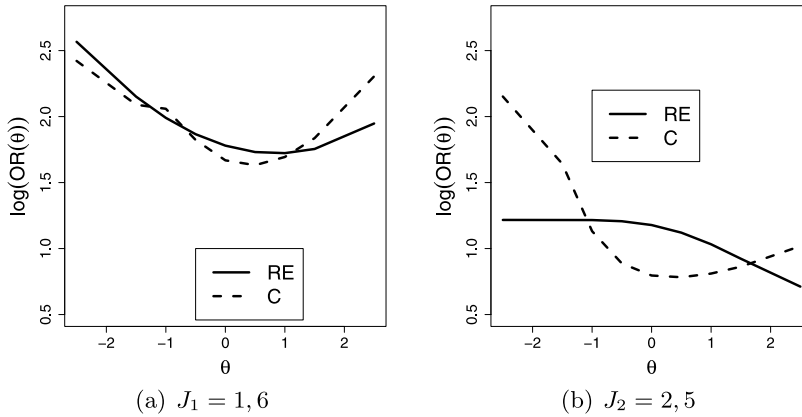 log(OR(θ))
2.5
2.0
1.5
1.0
0.5
RE
C
−2 −1 0 1 2
θ
(a) J₁ = 1, 6
log(OR(θ))
2.5
2.0
1.5
1.0
0.5
RE
C
−2 −1 0 1 2
θ
(b) J₂ = 2, 5